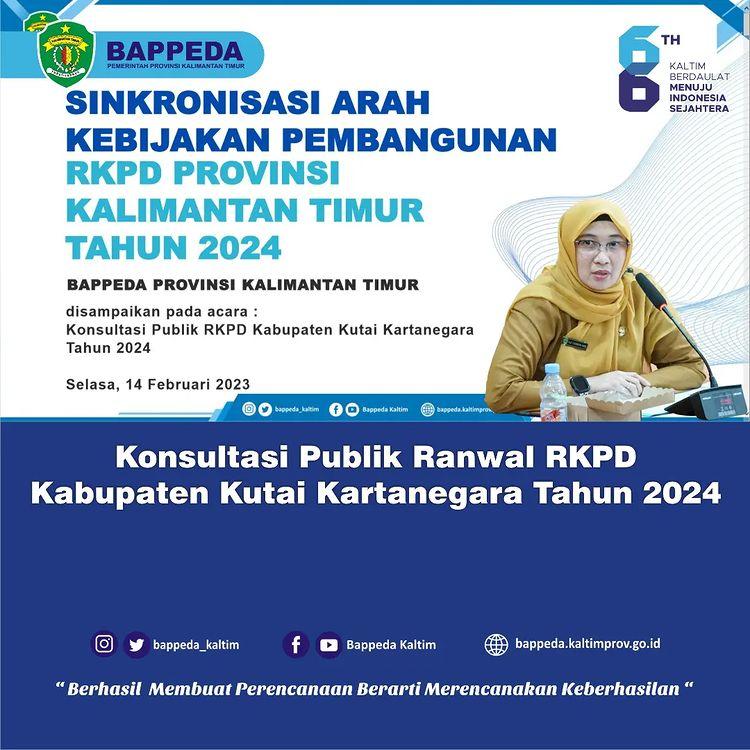 BAPPEDA
PEMERINTAH PROVINSI KALIMANTAN TIMUR
66TH
KALTIM
BERDAULAT
MENUJU
INDONESIA
SEJAHTERA
SINKRONISASI ARAH
KEBIJAKAN PEMBANGUNAN
RKPD PROVINSI
KALIMANTAN TIMUR
TAHUN 2024
BAPPEDA PROVINSI KALIMANTAN TIMUR
disampaikan pada acara :
Konsultasi Publik RKPD Kabupaten Kutai Kartanegara
Tahun 2024
Selasa, 14 Februari 2023
bappeda_kaltim Bappeda Kaltim bappeda.kaltimprov
Konsultasi Publik Ranwal RKPD
Kabupaten Kutai Kartanegara Tahun 2024
bappeda_kaltim Bappeda Kaltim bappeda.kaltimprov.go.id
“ Berhasil Membuat Perencanaan Berarti Merencanakan Keberhasilan “